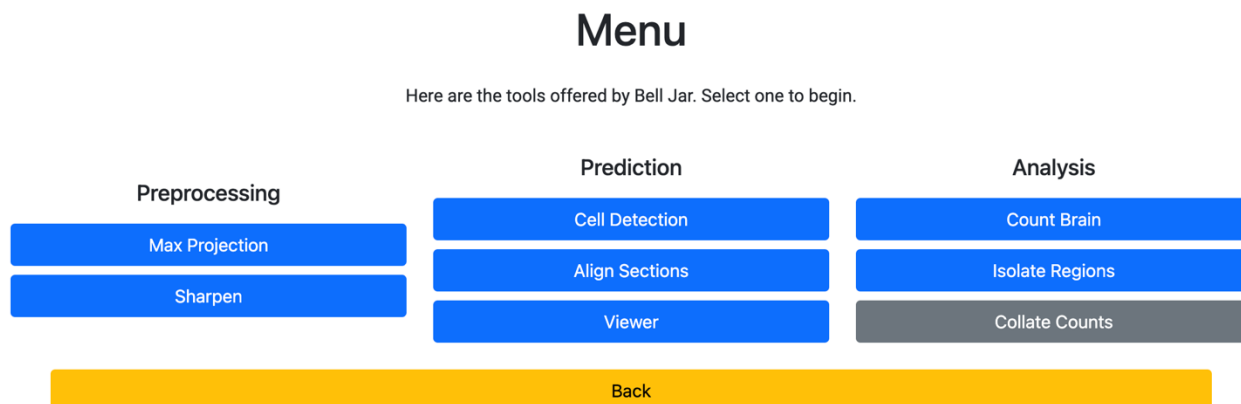 Menu
Here are the tools offered by Bell Jar. Select one to begin.
Preprocessing
Max Projection
Sharpen
Prediction
Cell Detection
Align Sections
Viewer
Analysis
Count Brain
Isolate Regions
Collate Counts
Back